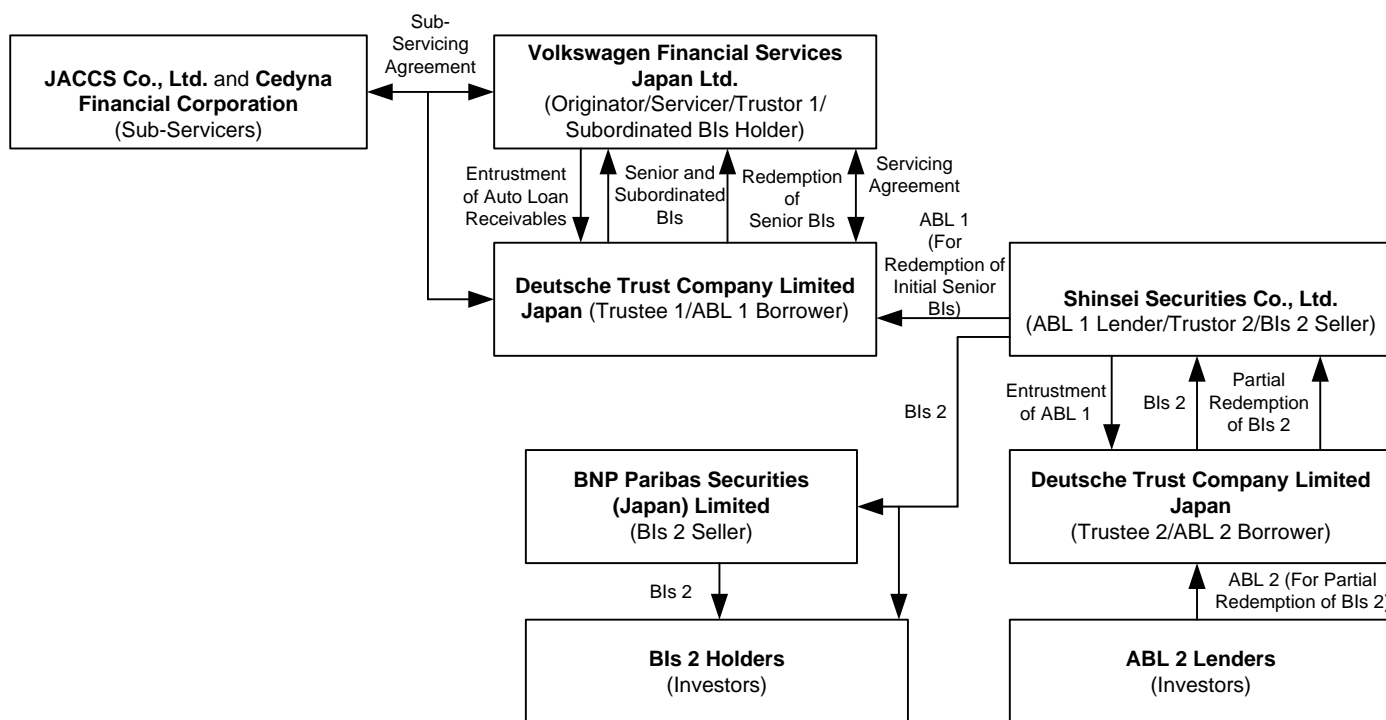 Sub-
Servicing
Agreement
JACCS Co., Ltd. and Cedyna
Financial Corporation
(Sub-Servicers)
Volkswagen Financial Services
Japan Ltd.
(Originator/Servicer/Trustor 1/
Subordinated BIs Holder)
Entrustment
of Auto Loan
Receivables
Senior and
Subordinated
BIs
Redemption
of
Senior BIs
Servicing
Agreement
ABL 1
(For
Redemption of
Initial Senior
BIs)
Deutsche Trust Company Limited
Japan (Trustee 1/ABL 1 Borrower)
Shinsei Securities Co., Ltd.
(ABL 1 Lender/Trustor 2/BIs 2 Seller)
BIs 2
Entrustment
of ABL 1
BIs 2
Partial
Redemption
of BIs 2
BNP Paribas Securities
(Japan) Limited
(BIs 2 Seller)
Deutsche Trust Company Limited
Japan
(Trustee 2/ABL 2 Borrower)
BIs 2
ABL 2 (For Partial
Redemption of BIs 2)
BIs 2 Holders
(Investors)
ABL 2 Lenders
(Investors)